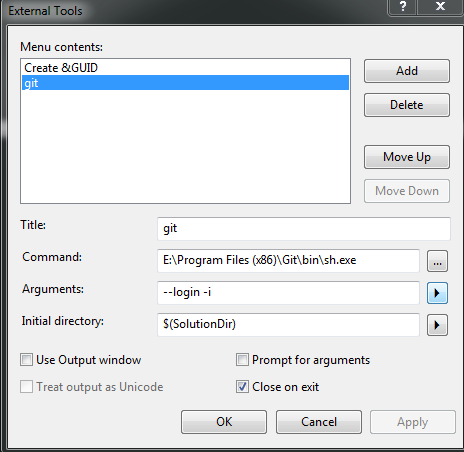 External Tools
?
X
Menu contents:
Create &GUID
git
Add
Delete
Move Up
Move Down
Title:
git
Command:
E:\Program Files (x86)\Git\bin\sh.exe
...
Arguments:
--login -i
Initial directory:
$(SolutionDir)
Use Output window
Prompt for arguments
Treat output as Unicode
Close on exit
OK
Cancel
Apply